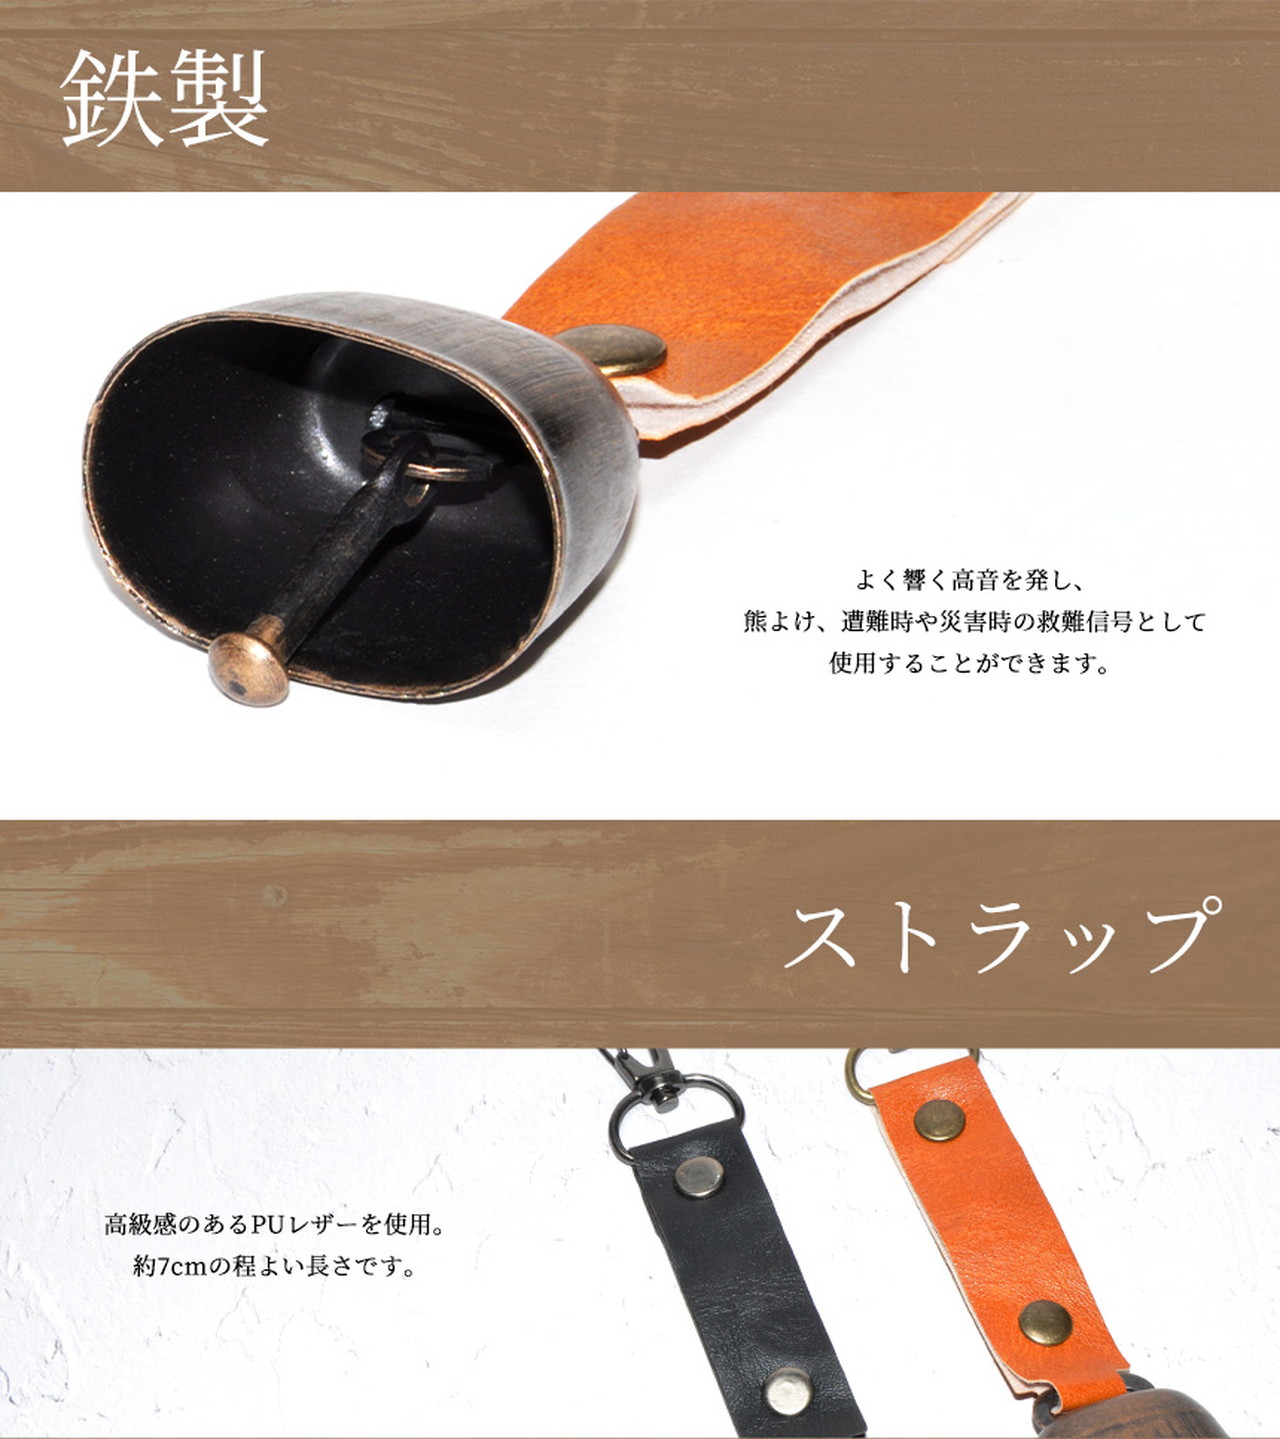 鉄製
よく響く高音を発し、
熊よけ、遭難時や災害時の救難信号として
使用することができます。
ストラップ
高級感のあるPUレザーを使用。
約7cmの程よい長さです。